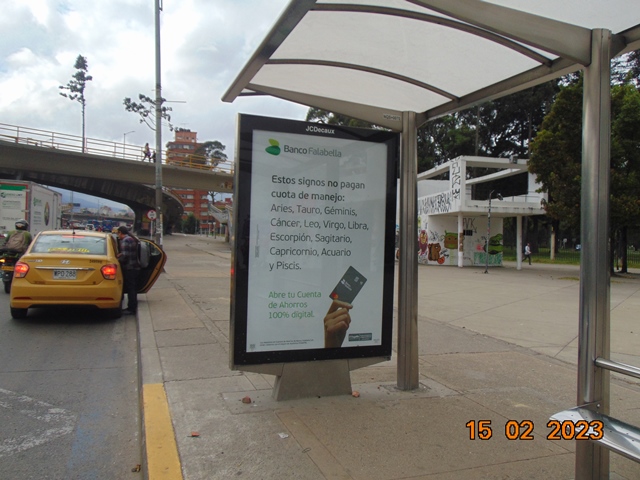 JCDecaux
Banco Falabella
Estos signos no pagan
cuota de manejo:
Aries, Tauro, Géminis,
Cáncer, Leo, Virgo, Libra,
Escorpión, Sagitario,
Capricornio, Acuario
y Piscis.
Abre tu Cuenta
de Ahorros
100% digital.
15 02 2023